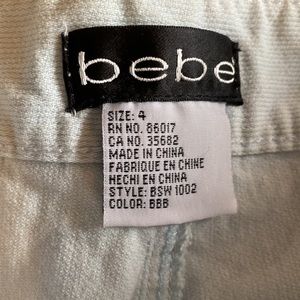 bebe
SIZE: 4
RN NO. 86017
CA NO. 35682
MADE IN CHINA
FABRIQUE EN CHINE
HECHI EN CHINA
STYLE: BSW 1002
COLOR: BBB